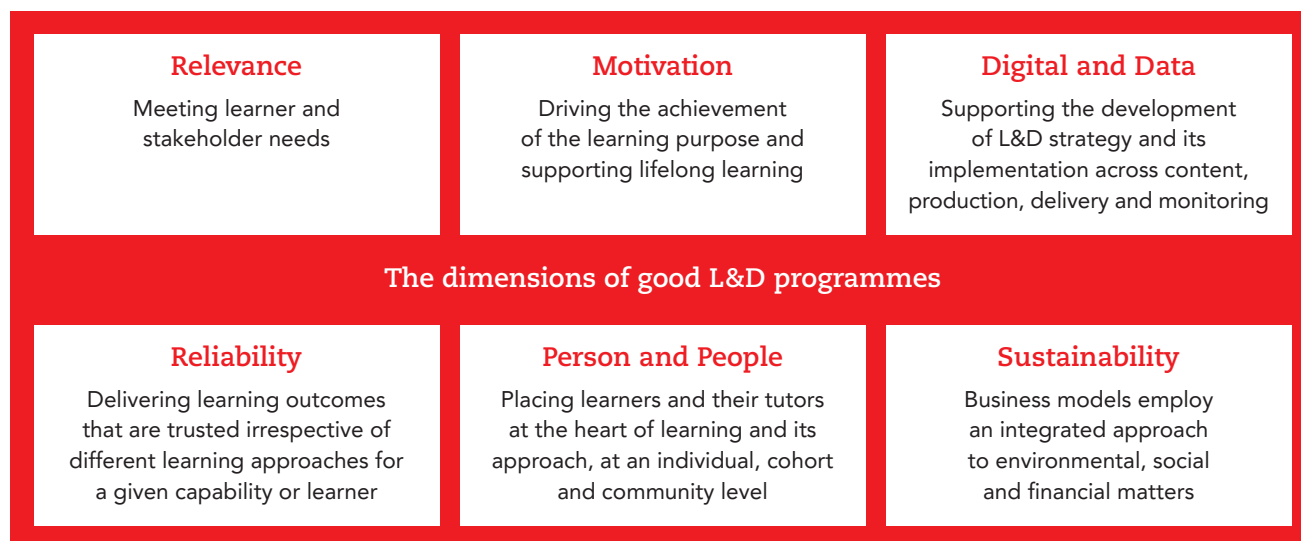 Relevance
Meeting learner and
stakeholder needs
Motivation
Driving the achievement
of the learning purpose and
supporting lifelong learning
Digital and Data
Supporting the development
of L&D strategy and its
implementation across content,
production, delivery and monitoring
The dimensions of good L&D programmes
Reliability
Delivering learning outcomes
that are trusted irrespective of
different learning approaches for
a given capability or learner
Person and People
Placing learners and their tutors
at the heart of learning and its
approach, at an individual, cohort
and community level
Sustainability
Business models employ
an integrated approach
to environmental, social
and financial matters